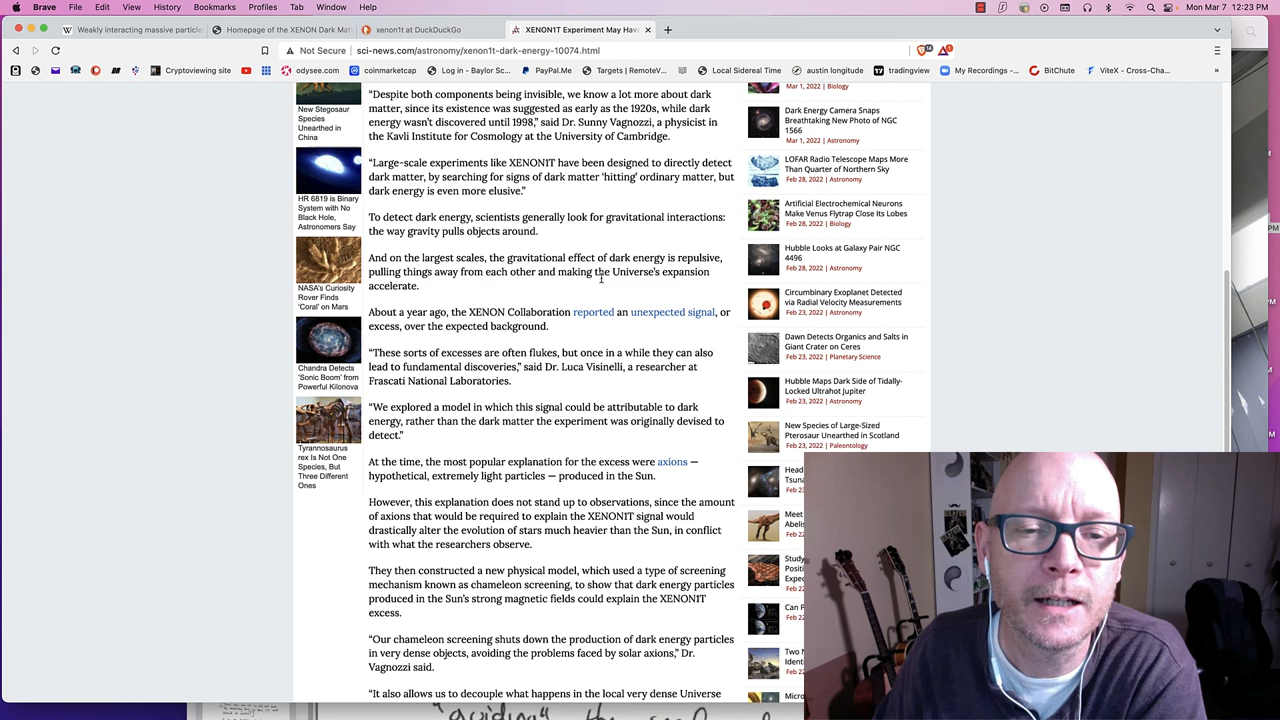 Brave File Edit View History Bookmarks Profiles Tab Window Help
Mon Mar 7 12:23 PM
Weakly interacting massive particle
Homepage of the XENON Dark Mat
xenon1t at DuckDuckGo
XENON1T Experiment May Hav
Not Secure sci-news.com/astronomy/xenon1t-dark-energy-10074.html
Cryptoviewing site
odysee.com
coinmarketcap
Log in - Baylor Sc...
PayPal.Me
Targets | RemoteV...
Local Sidereal Time
austin longitude
tradingview
My Recordings -...
BitChute
ViteX - Cross-Cha...
New Stegosaur
Species
Unearthed in
China
HR 6819 is Binary
System with No
Black Hole,
Astronomers Say
NASA's Curiosity
Rover Finds
'Coral' on Mars
Chandra Detects
'Sonic Boom' from
Powerful Kilonova
Tyrannosaurus
rex Is Not One
Species, But
Three Different
Ones
“Despite both components being invisible, we know a lot more about dark
matter, since its existence was suggested as early as the 1920s, while dark
energy wasn’t discovered until 1998,” said Dr. Sunny Vagnozzi, a physicist in
the Kavli Institute for Cosmology at the University of Cambridge.
“Large-scale experiments like XENON1T have been designed to directly detect
dark matter, by searching for signs of dark matter ‘hitting’ ordinary matter, but
dark energy is even more elusive.”
To detect dark energy, scientists generally look for gravitational interactions:
the way gravity pulls objects around.
And on the largest scales, the gravitational effect of dark energy is repulsive,
pulling things away from each other and making the Universe’s expansion
accelerate.
About a year ago, the XENON Collaboration reported an unexpected signal, or
excess, over the expected background.
“These sorts of excesses are often flukes, but once in a while they can also
lead to fundamental discoveries,” said Dr. Luca Visinelli, a researcher at
Frascati National Laboratories.
“We explored a model in which this signal could be attributable to dark
energy, rather than the dark matter the experiment was originally devised to
detect.”
At the time, the most popular explanation for the excess were axions —
hypothetical, extremely light particles — produced in the Sun.
However, this explanation does not stand up to observations, since the amount
of axions that would be required to explain the XENON1T signal would
drastically alter the evolution of stars much heavier than the Sun, in conflict
with what the researchers observe.
They then constructed a new physical model, which used a type of screening
mechanism known as chameleon screening, to show that dark energy particles
produced in the Sun’s strong magnetic fields could explain the XENON1T
excess.
“Our chameleon screening shuts down the production of dark energy particles
in very dense objects, avoiding the problems faced by solar axions,” Dr.
Vagnozzi said.
“It also allows us to decouple what happens in the local very dense Universe
Mar 1, 2022 | Biology
Dark Energy Camera Snaps
Breathtaking New Photo of NGC
1566
Mar 1, 2022 | Astronomy
LOFAR Radio Telescope Maps More
Than Quarter of Northern Sky
Feb 28, 2022 | Astronomy
Artificial Electrochemical Neurons
Make Venus Flytrap Close Its Lobes
Feb 28, 2022 | Biology
Hubble Looks at Galaxy Pair NGC
4496
Feb 28, 2022 | Astronomy
Circumbinary Exoplanet Detected
via Radial Velocity Measurements
Feb 23, 2022 | Astronomy
Dawn Detects Organics and Salts in
Giant Crater on Ceres
Feb 23, 2022 | Planetary Science
Hubble Maps Dark Side of Tidally-
Locked Ultrahot Jupiter
Feb 23, 2022 | Astronomy
New Species of Large-Sized
Pterosaur Unearthed in Scotland
Feb 23, 2022 | Paleontology
Head
Tsuna
Feb 23
Meet
Abelis
Feb 22
Study
Positi
Expec
Feb 22
Can P
Feb 22
Two N
Identi
Feb 22
Micro
PM